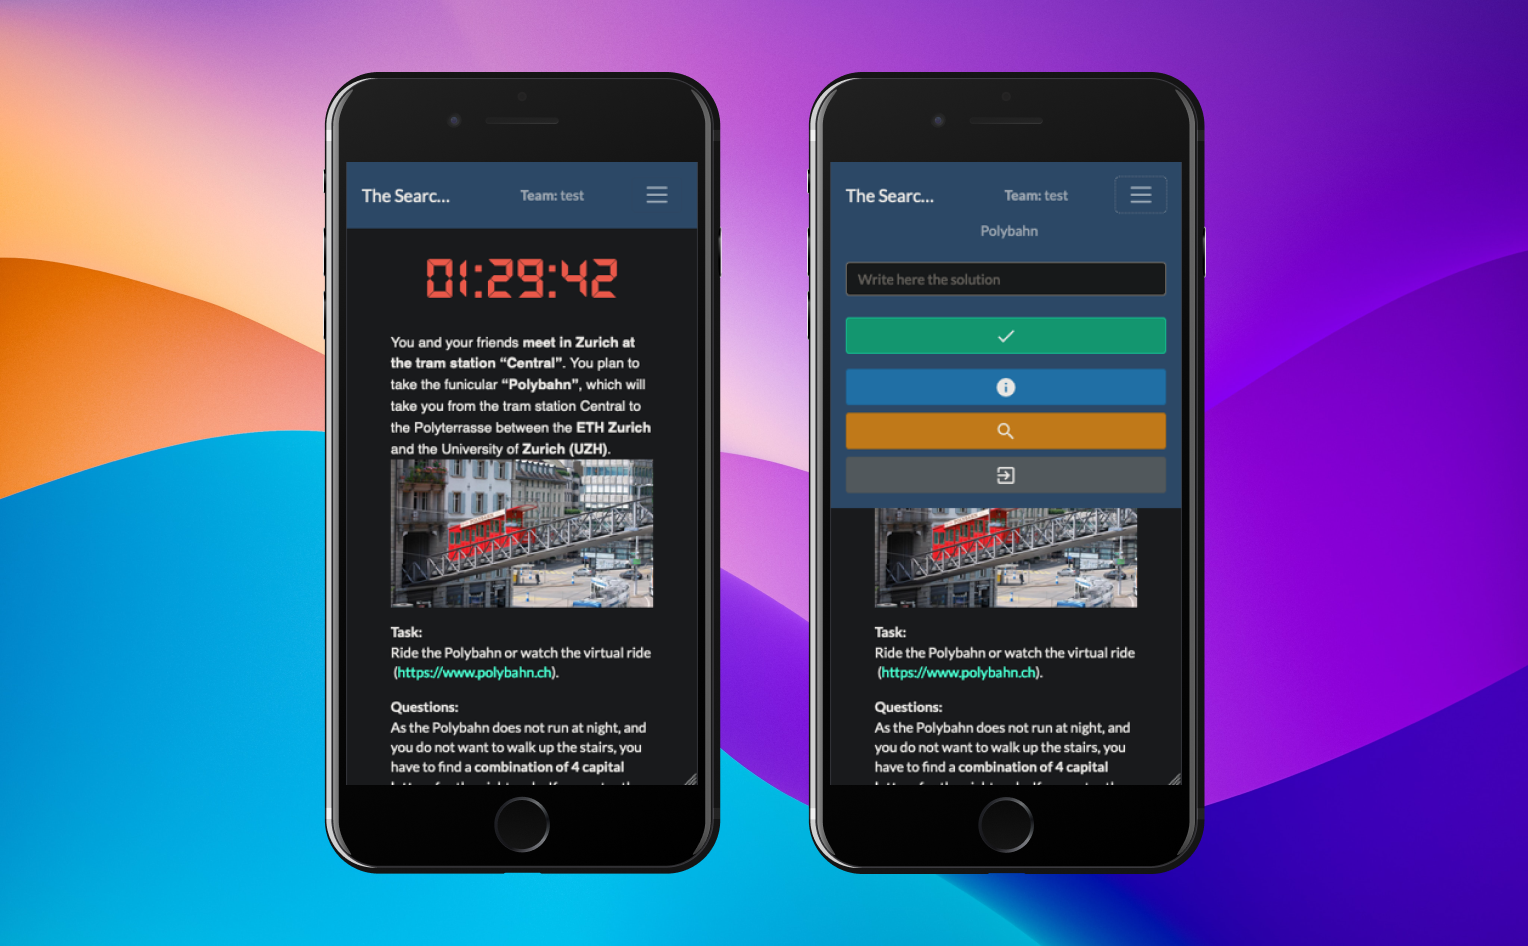 The Searc...
Team: test
01:29:42
You and your friends meet in Zurich at
the tram station “Central”. You plan to
take the funicular “Polybahn”, which will
take you from the tram station Central to
the Polyterrasse between the ETH Zurich
and the University of Zurich (UZH).
Task:
Ride the Polybahn or watch the virtual ride
(https://www.polybahn.ch).
Questions:
As the Polybahn does not run at night, and
you do not want to walk up the stairs, you
have to find a combination of 4 capital
The Searc...
Team: test
Polybahn
Write here the solution
Task:
Ride the Polybahn or watch the virtual ride
(https://www.polybahn.ch).
Questions:
As the Polybahn does not run at night, and
you do not want to walk up the stairs, you
have to find a combination of 4 capital